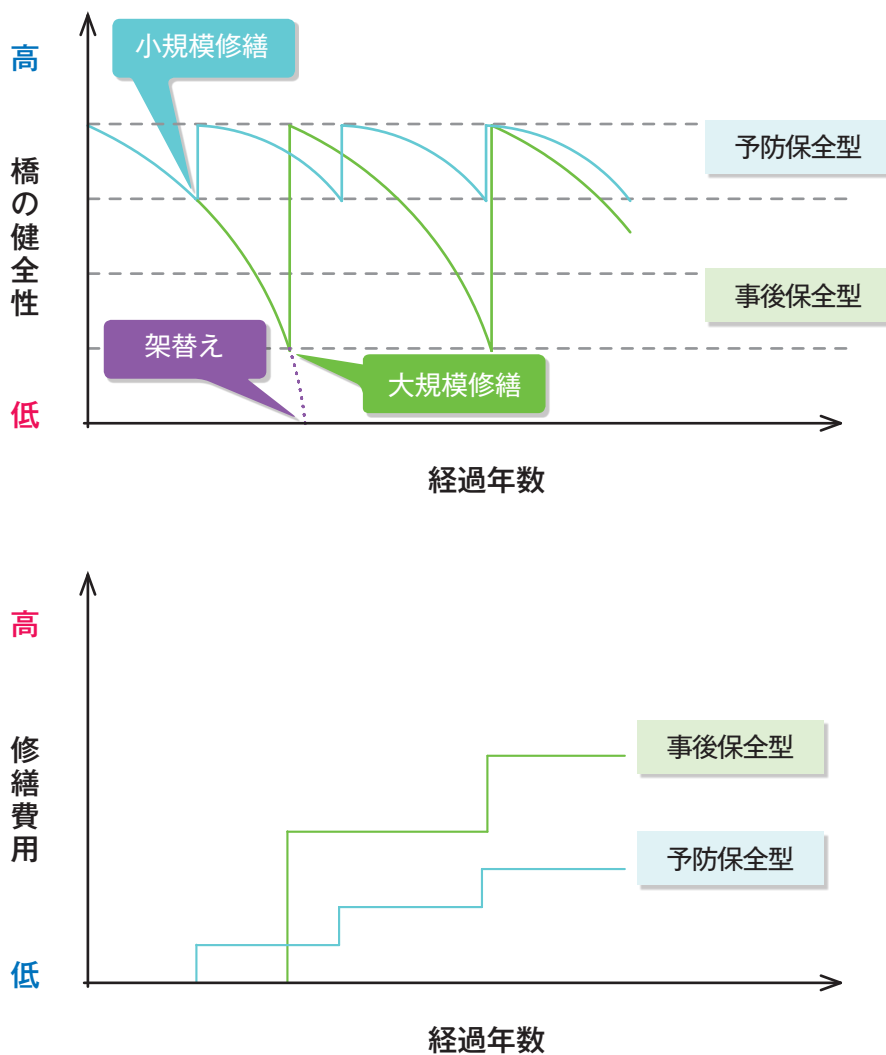 高
小規模修繕
予防保全型
橋の健全性
事後保全型
架替え
大規模修繕
低
経過年数
高
修繕費用
事後保全型
予防保全型
低
経過年数